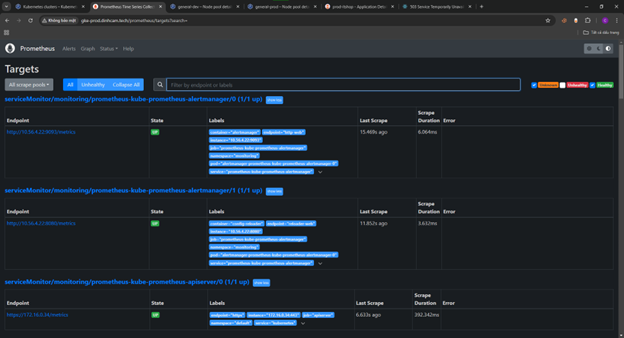 Kubernetes clusters - Kubernet
Prometheus Time Series Collec
general-dev – Node pool detai
general-prod – Node pool deta
prod-hrblup - Application Det
503 Service Temporarily Unava
Không bảo mật
gke-prod.dinhcam.tech/prometheus/targets?search=
Tất cả dấu trang
Prometheus Alerts Graph Status Help
Targets
All scrape pools All Unhealthy Collapse All Filter by endpoint or labels Unknown Unhealthy Healthy
serviceMonitor/monitoring/prometheus-kube-prometheus-alertmanager/0 (1/1 up) show less
Endpoint State Labels Last Scrape Scrape Duration Error
http://10.56.4.22:9093/metrics UP
container="alertmanager" endpoint="http-web"
instance="10.56.4.22:9093"
job="prometheus-kube-prometheus-alertmanager"
namespace="monitoring"
pod="alertmanager-prometheus-kube-prometheus-alertmanager-0"
service="prometheus-kube-prometheus-alertmanager"
15.469s ago 6.064ms
serviceMonitor/monitoring/prometheus-kube-prometheus-alertmanager/1 (1/1 up) show less
Endpoint State Labels Last Scrape Scrape Duration Error
http://10.56.4.22:8080/metrics UP
container="config-reloader" endpoint="reloader-web"
instance="10.56.4.22:8080"
job="prometheus-kube-prometheus-alertmanager"
namespace="monitoring"
pod="alertmanager-prometheus-kube-prometheus-alertmanager-0"
service="prometheus-kube-prometheus-alertmanager"
11.852s ago 3.632ms
serviceMonitor/monitoring/prometheus-kube-prometheus-apiserver/0 (1/1 up) show less
Endpoint State Labels Last Scrape Scrape Duration Error
https://172.16.0.34/metrics UP
endpoint="https" instance="172.16.0.34:443" job="apiserver"
namespace="default" service="kubernetes"
6.633s ago 392.342ms